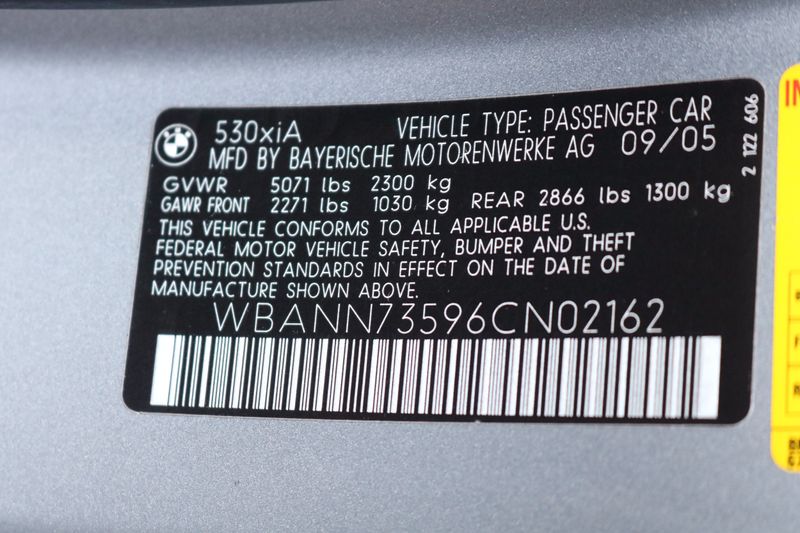 BMW
530xiA VEHICLE TYPE: PASSENGER CAR
MFD BY BAYERISCHE MOTORENWERKE AG 09/05
2 122 606
GVWR 5071 lbs 2300 kg
GAWR FRONT 2271 lbs 1030 kg REAR 2866 lbs 1300 kg
THIS VEHICLE CONFORMS TO ALL APPLICABLE U.S.
FEDERAL MOTOR VEHICLE SAFETY, BUMPER AND THEFT
PREVENTION STANDARDS IN EFFECT ON THE DATE OF
MANUFACTURE SHOWN ABOVE.
WBANN73596CN02162